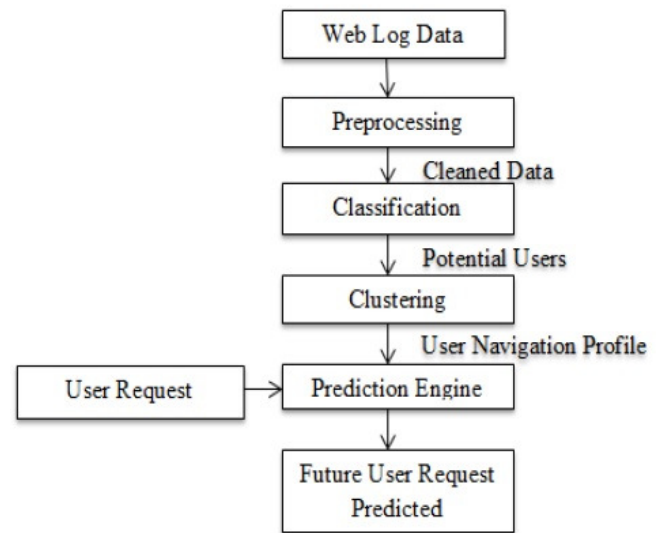 Web Log Data
Preprocessing
Cleaned Data
Classification
Potential Users
Clustering
User Navigation Profile
User Request
Prediction Engine
Future User Request
Predicted